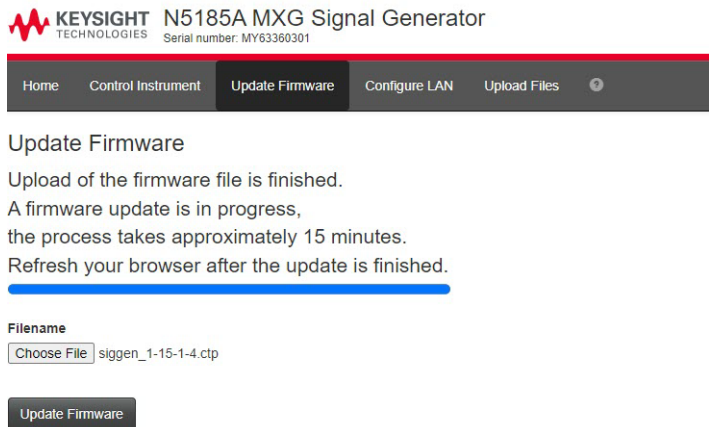 KEYSIGHT
TECHNOLOGIES
N5185A MXG Signal Generator
Serial number: MY63360301
Home Control Instrument Update Firmware Configure LAN Upload Files ?
Update Firmware
Upload of the firmware file is finished.
A firmware update is in progress,
the process takes approximately 15 minutes.
Refresh your browser after the update is finished.
Filename
Choose File siggen_1-15-1-4.ctp
Update Firmware